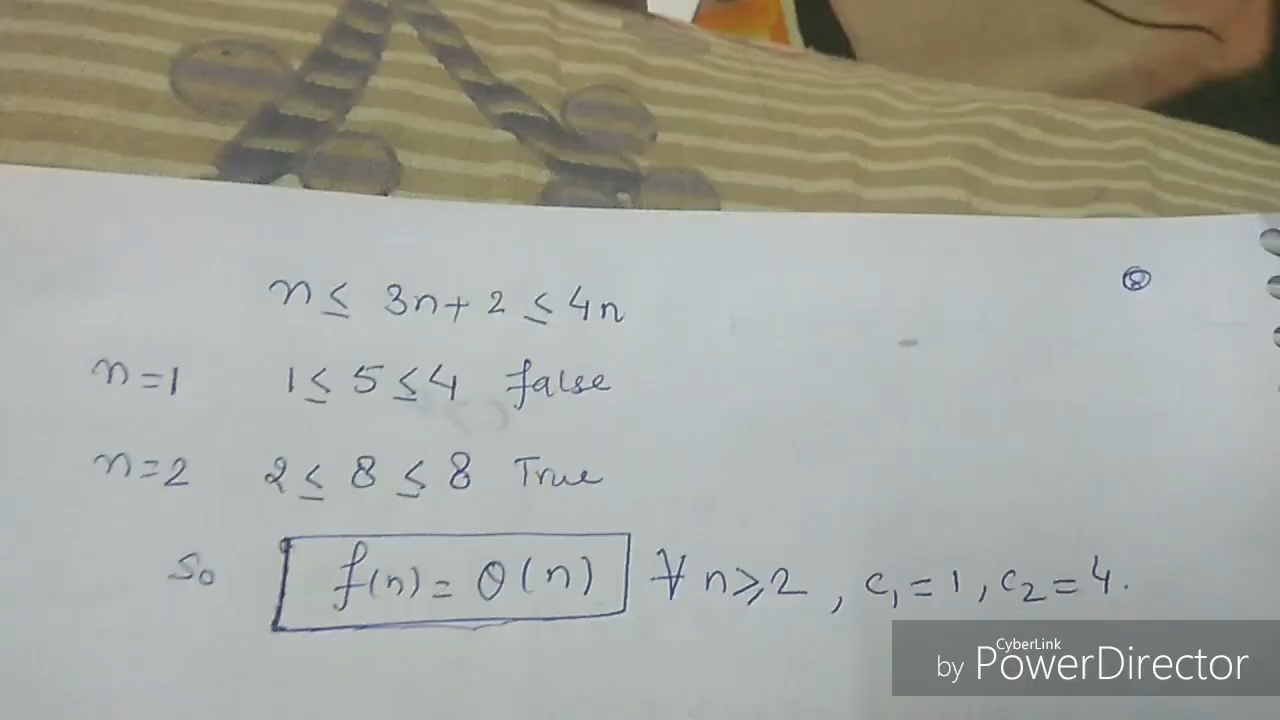 ⑧
n ≤ 3n+2 ≤ 4n
n=1 1 ≤ 5 ≤ 4 false
n=2 2 ≤ 8 ≤ 8 True
So f(n) = θ(n) ∀ n≥2, c₁=1, c₂=4.
CyberLink
by PowerDirector